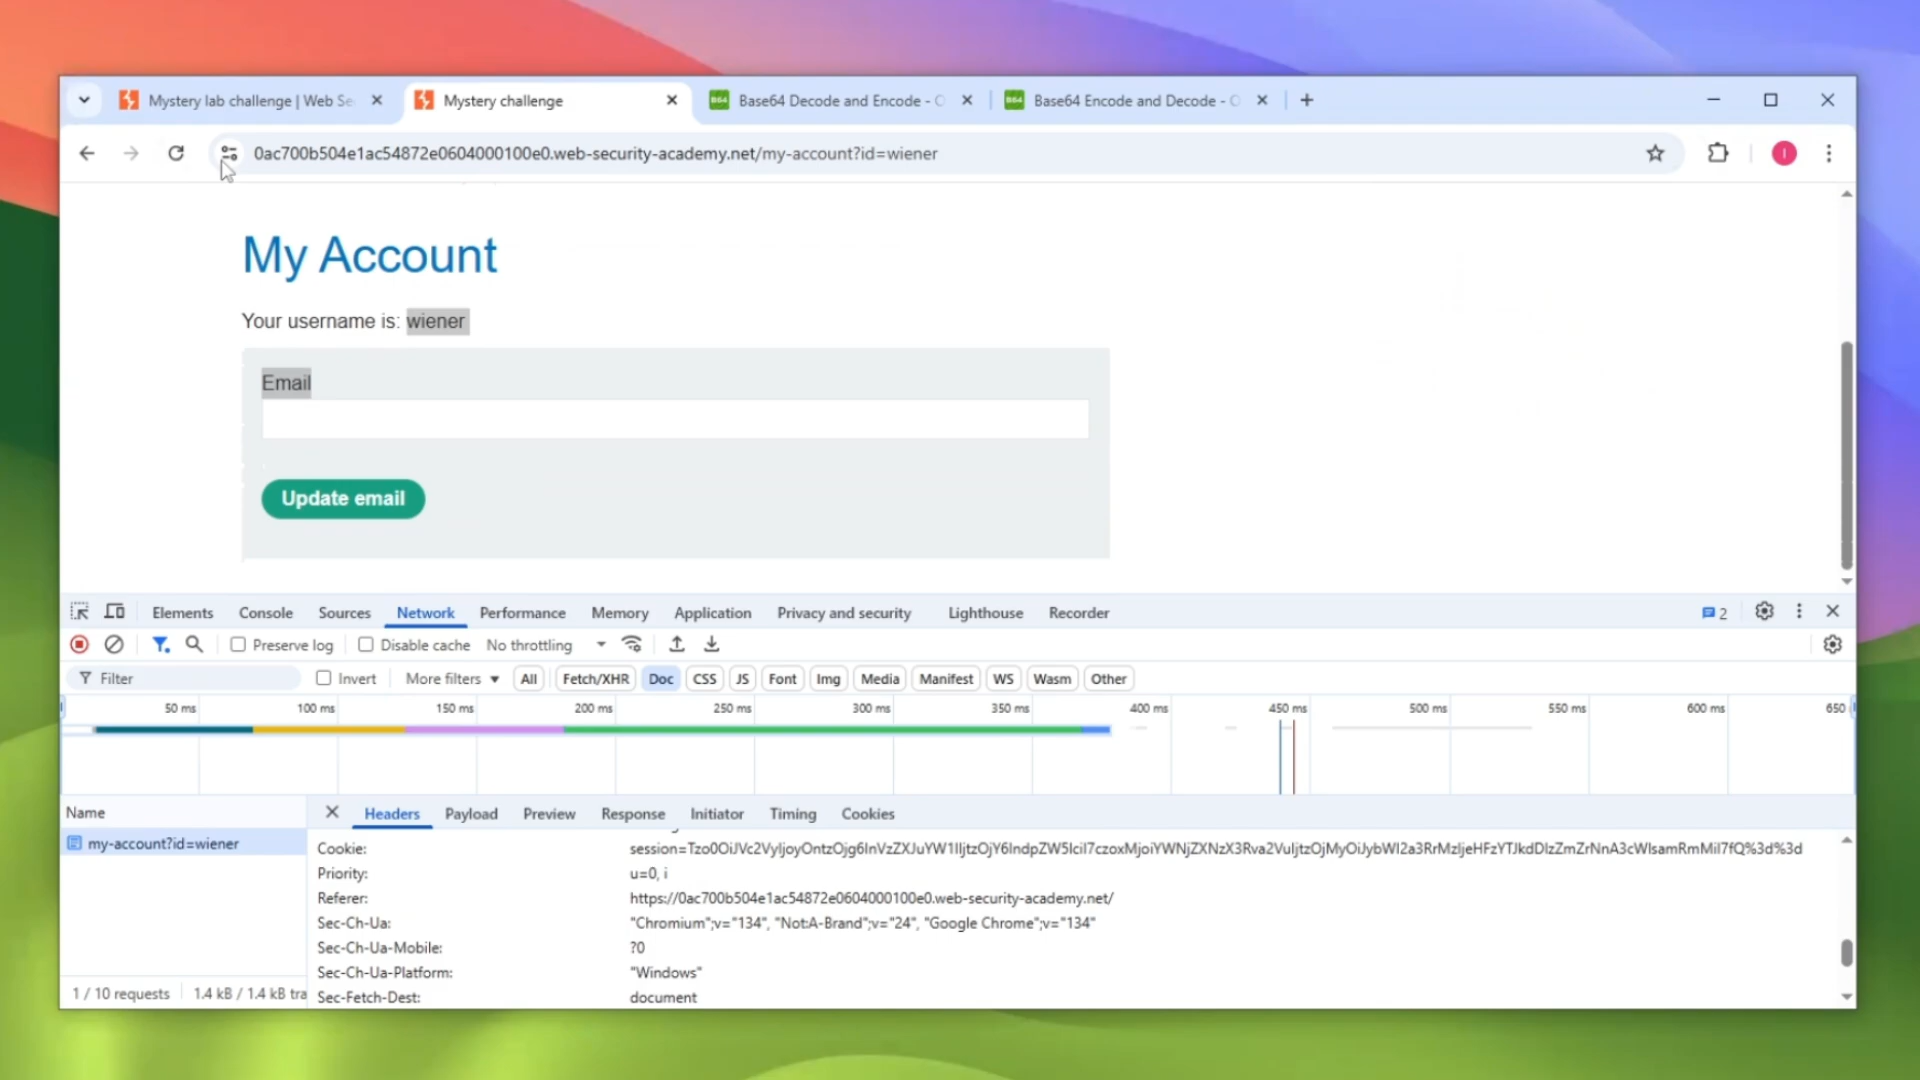 Mystery lab challenge | Web Se
Mystery challenge
Base64 Decode and Encode - O
Base64 Encode and Decode - O
0ac700b504e1ac54872e0604000100e0.web-security-academy.net/my-account?id=wiener
I
My Account
Your username is: wiener
Email
Update email
Elements Console Sources Network Performance Memory Application Privacy and security Lighthouse Recorder 2
Preserve log Disable cache No throttling
Filter Invert More filters All Fetch/XHR Doc CSS JS Font Img Media Manifest WS Wasm Other
50 ms 100 ms 150 ms 200 ms 250 ms 300 ms 350 ms 400 ms 450 ms 500 ms 550 ms 600 ms 650
Name Headers Payload Preview Response Initiator Timing Cookies
my-account?id=wiener
Cookie:
Priority: u=0, i
Referer: https://0ac700b504e1ac54872e0604000100e0.web-security-academy.net/
Sec-Ch-Ua: "Chromium";v="134", "Not:A-Brand";v="24", "Google Chrome";v="134"
Sec-Ch-Ua-Mobile: ?0
Sec-Ch-Ua-Platform: "Windows"
Sec-Fetch-Dest: document
1 / 10 requests 1.4 kB / 1.4 kB tra